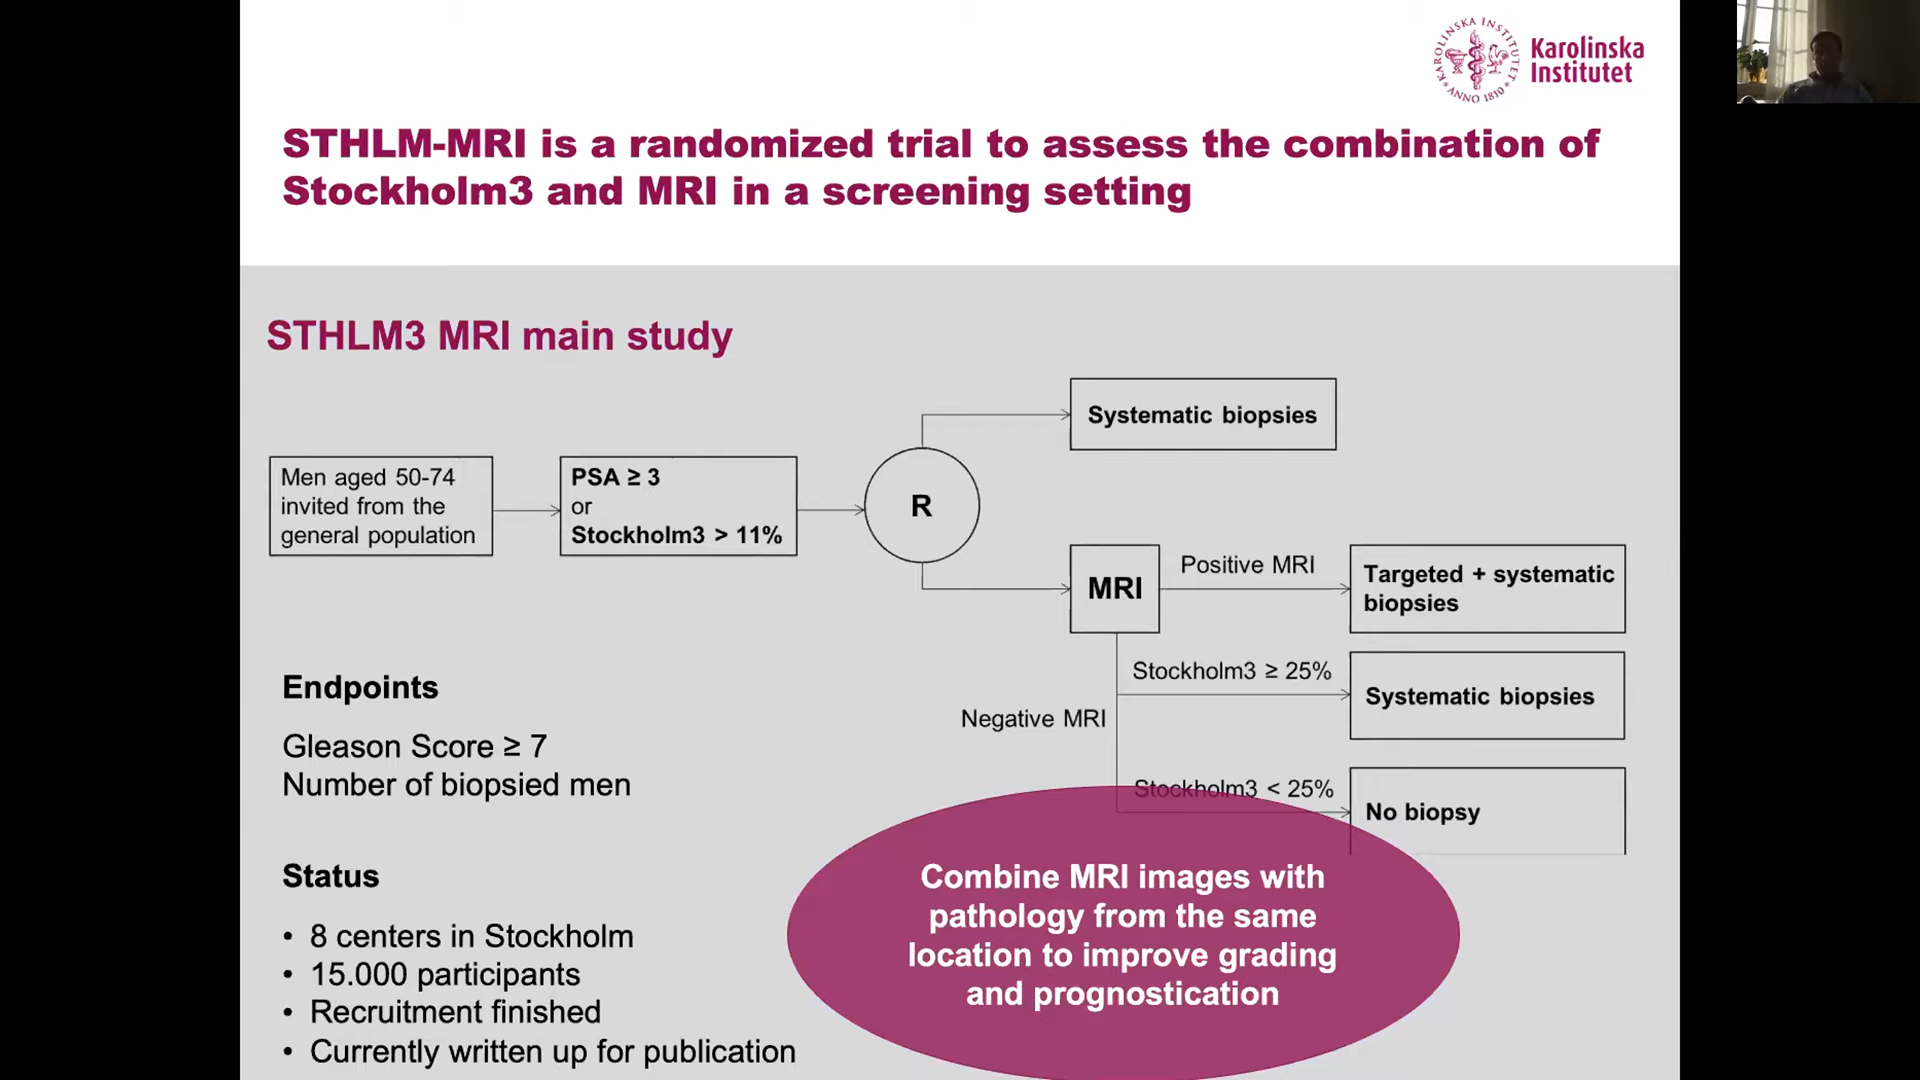 KAROLINSKA INSTITUTET
ANNO 1810
Karolinska
Institutet
STHLM-MRI is a randomized trial to assess the combination of
Stockholm3 and MRI in a screening setting
STHLM3 MRI main study
Men aged 50-74
invited from the
general population
PSA ≥ 3
or
Stockholm3 > 11%
R
Systematic biopsies
MRI
Positive MRI
Targeted + systematic
biopsies
Negative MRI
Stockholm3 ≥ 25%
Systematic biopsies
Stockholm3 < 25%
No biopsy
Endpoints
Gleason Score ≥ 7
Number of biopsied men
Status
• 8 centers in Stockholm
• 15.000 participants
• Recruitment finished
• Currently written up for publication
Combine MRI images with
pathology from the same
location to improve grading
and prognostication